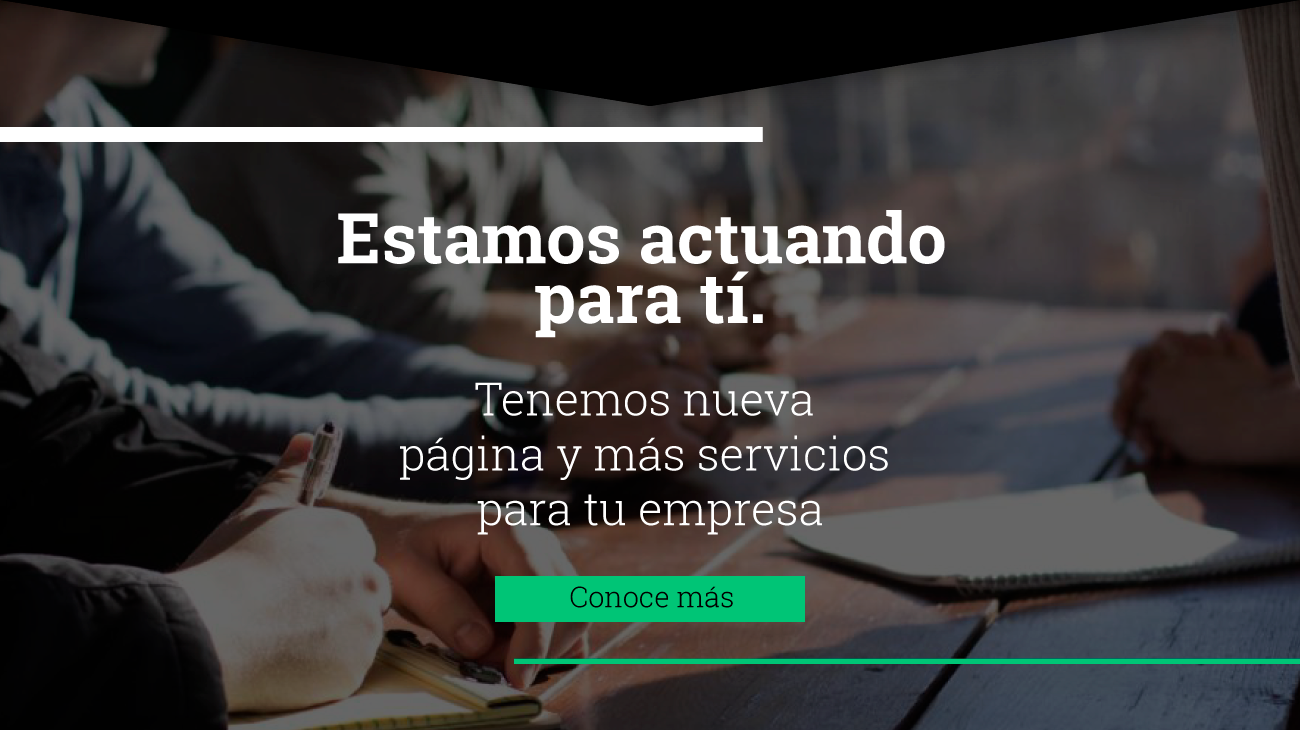 Estamos actuando
para tí.
Tenemos nueva
página y más servicios
para tu empresa
Conoce más